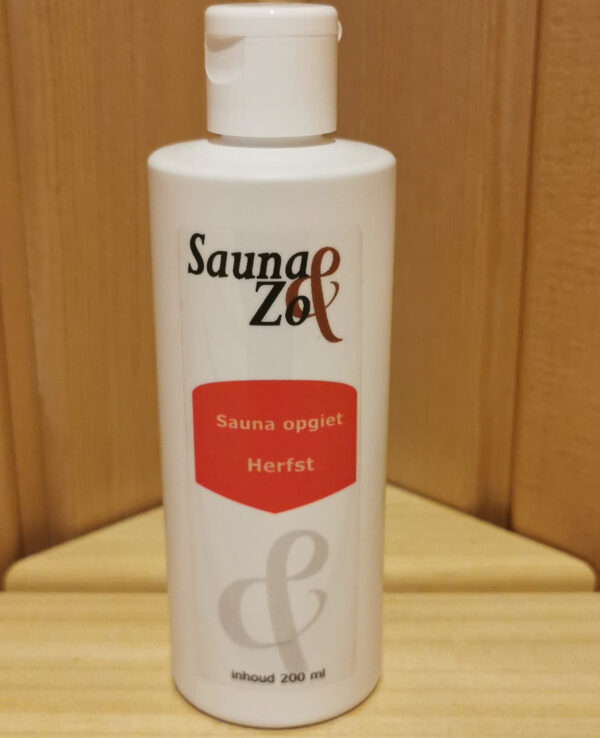 Sauna &
Zo
Sauna opgiet
Herfst
&
inhoud 200 ml